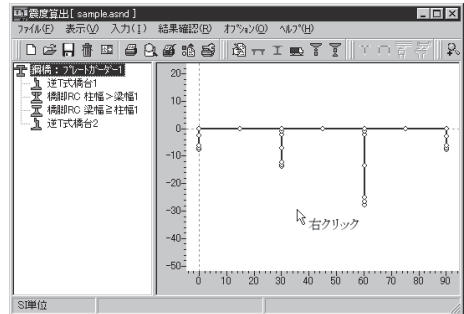 震度算出[ sample.asnd ]
ファイル(F) 表示(V) 入力(I) 結果確認(R) オプション(O) ヘルプ(H)
鋼橋：プレートガーダー1
逆T式橋台1
橋脚RC 柱幅＞梁幅1
橋脚RC 梁幅≧柱幅1
逆T式橋台2
20
10
0
-10
-20
-30
-40
-50
右クリック
0 10 20 30 40 50 60 70 80 90
SI単位